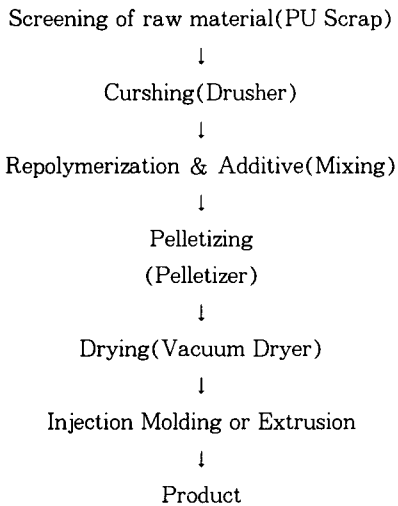 Screening of raw material(PU Scrap)
↓
Curshing(Drusher)
↓
Repolymerization & Additive(Mixing)
↓
Pelletizing
(Pelletizer)
↓
Drying(Vacuum Dryer)
↓
Injection Molding or Extrusion
↓
Product